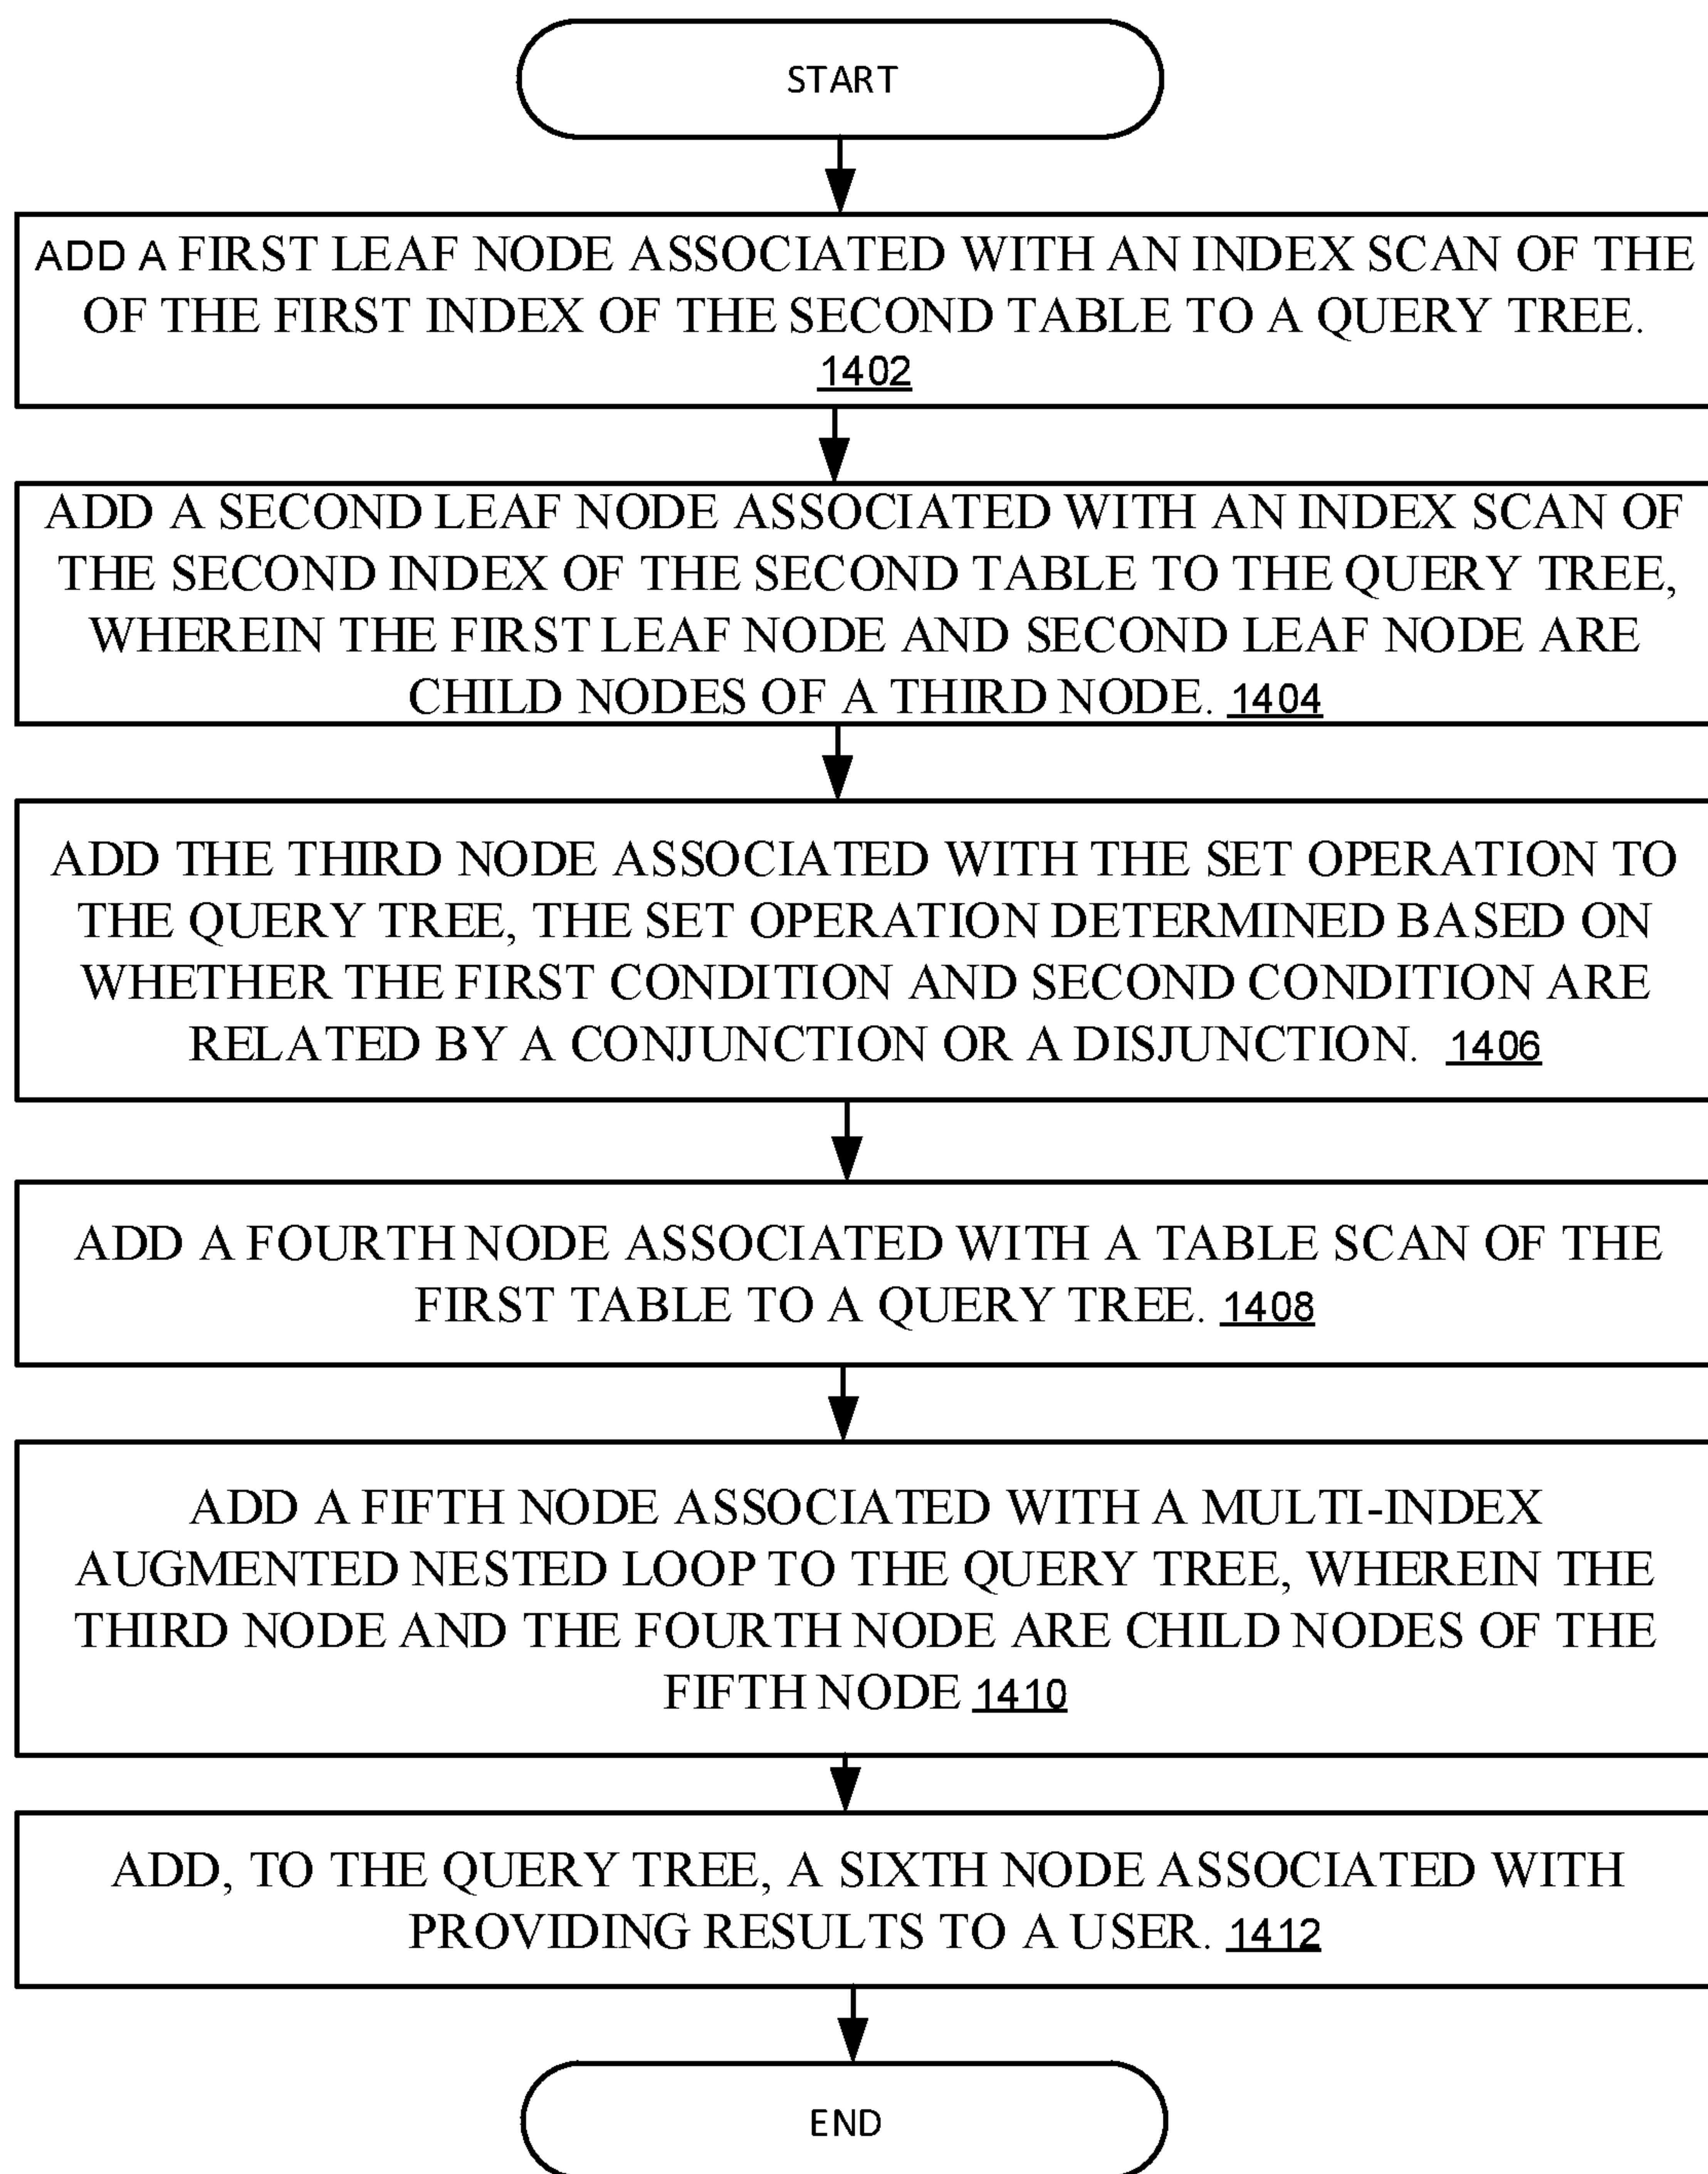 START
ADD A FIRST LEAF NODE ASSOCIATED WITH AN INDEX SCAN OF THE
OF THE FIRST INDEX OF THE SECOND TABLE TO A QUERY TREE.
1402
ADD A SECOND LEAF NODE ASSOCIATED WITH AN INDEX SCAN OF
THE SECOND INDEX OF THE SECOND TABLE TO THE QUERY TREE,
WHEREIN THE FIRST LEAF NODE AND SECOND LEAF NODE ARE
CHILD NODES OF A THIRD NODE. 1404
ADD THE THIRD NODE ASSOCIATED WITH THE SET OPERATION TO
THE QUERY TREE, THE SET OPERATION DETERMINED BASED ON
WHETHER THE FIRST CONDITION AND SECOND CONDITION ARE
RELATED BY A CONJUNCTION OR A DISJUNCTION. 1406
ADD A FOURTH NODE ASSOCIATED WITH A TABLE SCAN OF THE
FIRST TABLE TO A QUERY TREE. 1408
ADD A FIFTH NODE ASSOCIATED WITH A MULTI-INDEX
AUGMENTED NESTED LOOP TO THE QUERY TREE, WHEREIN THE
THIRD NODE AND THE FOURTH NODE ARE CHILD NODES OF THE
FIFTH NODE 1410
ADD, TO THE QUERY TREE, A SIXTH NODE ASSOCIATED WITH
PROVIDING RESULTS TO A USER. 1412
END